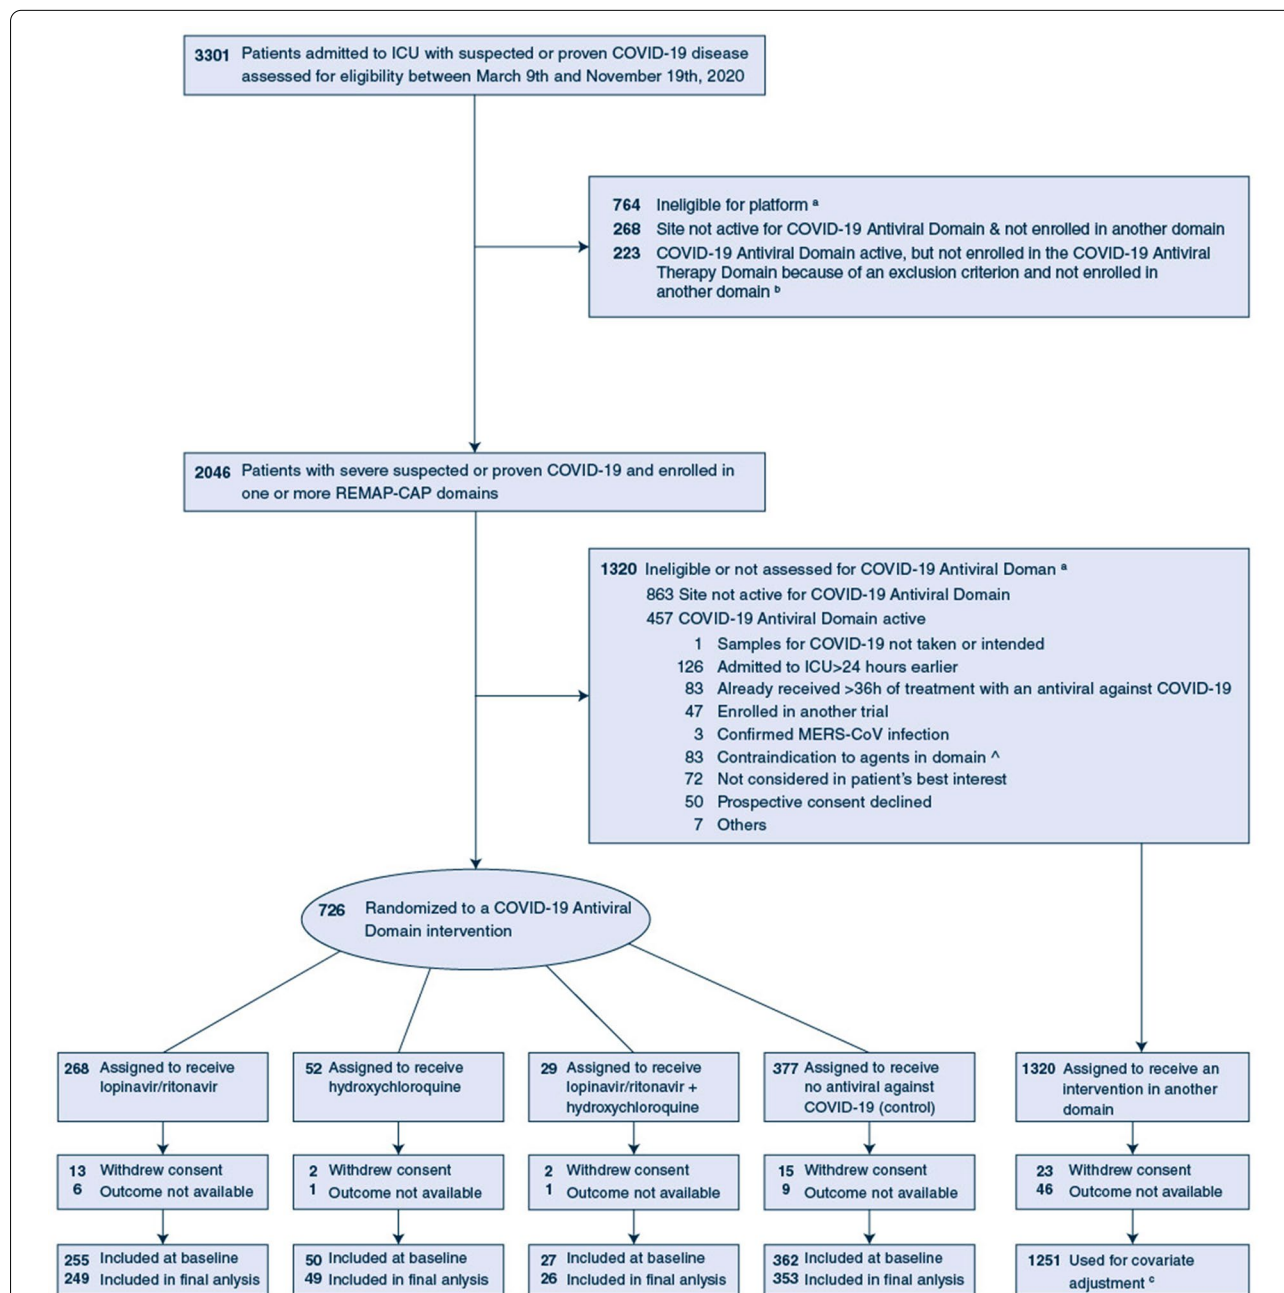 3301 Patients admitted to ICU with suspected or proven COVID-19 disease
assessed for eligibility between March 9th and November 19th, 2020
764 Ineligible for platform ᵃ
268 Site not active for COVID-19 Antiviral Domain & not enrolled in another domain
223 COVID-19 Antiviral Domain active, but not enrolled in the COVID-19 Antiviral
Therapy Domain because of an exclusion criterion and not enrolled in
another domain ᵇ
2046 Patients with severe suspected or proven COVID-19 and enrolled in
one or more REMAP-CAP domains
1320 Ineligible or not assessed for COVID-19 Antiviral Doman ᵃ
863 Site not active for COVID-19 Antiviral Domain
457 COVID-19 Antiviral Domain active
1 Samples for COVID-19 not taken or intended
126 Admitted to ICU>24 hours earlier
83 Already received >36h of treatment with an antiviral against COVID-19
47 Enrolled in another trial
3 Confirmed MERS-CoV infection
83 Contraindication to agents in domain ^
72 Not considered in patient's best interest
50 Prospective consent declined
7 Others
726 Randomized to a COVID-19 Antiviral
Domain intervention
268 Assigned to receive
lopinavir/ritonavir
52 Assigned to receive
hydroxychloroquine
29 Assigned to receive
lopinavir/ritonavir +
hydroxychloroquine
377 Assigned to receive
no antiviral against
COVID-19 (control)
1320 Assigned to receive an
intervention in another
domain
13 Withdrew consent
6 Outcome not available
2 Withdrew consent
1 Outcome not available
2 Withdrew consent
1 Outcome not available
15 Withdrew consent
9 Outcome not available
23 Withdrew consent
46 Outcome not available
255 Included at baseline
249 Included in final anlysis
50 Included at baseline
49 Included in final anlysis
27 Included at baseline
26 Included in final anlysis
362 Included at baseline
353 Included in final anlysis
1251 Used for covariate
adjustment ᶜ